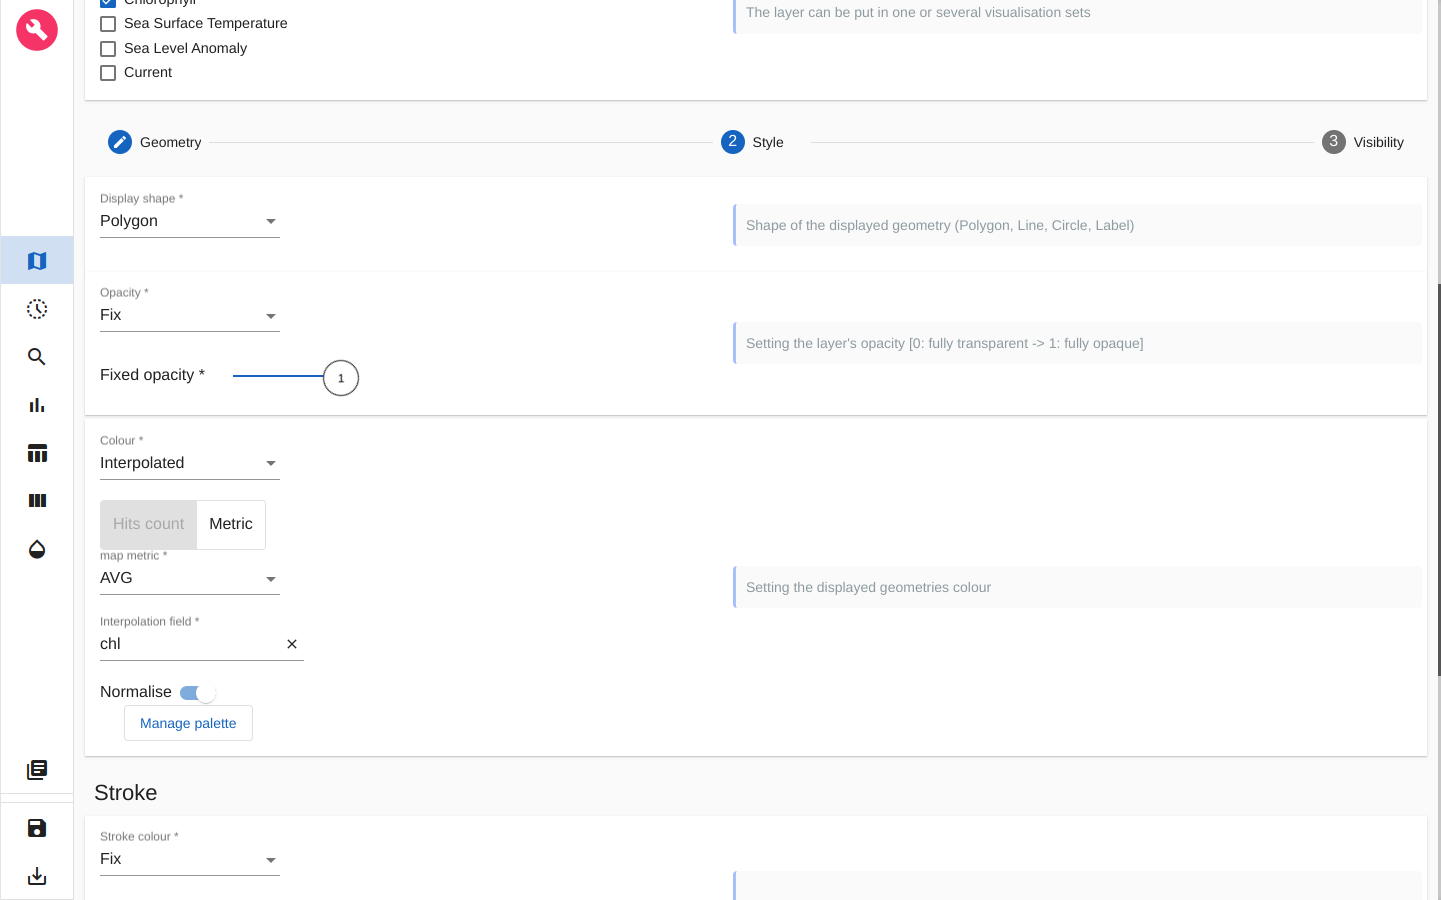 Chlorophyll
The layer can be put in one or several visualisation sets
Sea Surface Temperature
Sea Level Anomaly
Current
Geometry
2
Style
3
Visibility
Display shape *
Polygon
Shape of the displayed geometry (Polygon, Line, Circle, Label)
Opacity *
Fix
Setting the layer's opacity [0: fully transparent -> 1: fully opaque]
Fixed opacity *
1
Colour *
Interpolated
Hits count
Metric
map metric *
AVG
Setting the displayed geometries colour
Interpolation field *
chl
Normalise
Manage palette
Stroke
Stroke colour *
Fix